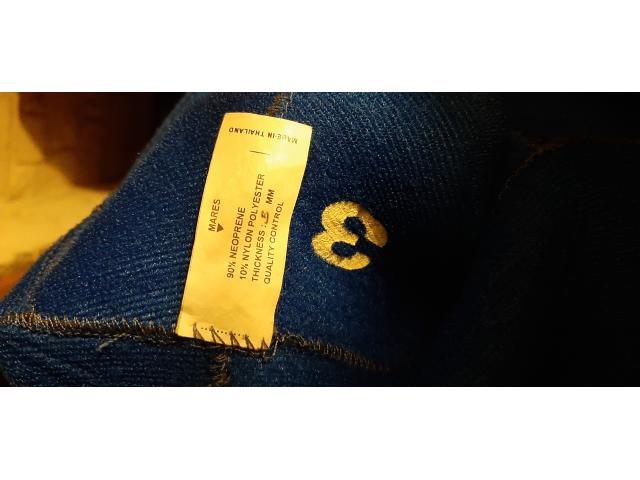 MARES
90% NEOPRENE
10% NYLON POLYESTER
THICKNESS : 5 MM
QUALITY CONTROL
MADE IN THAILAND
3